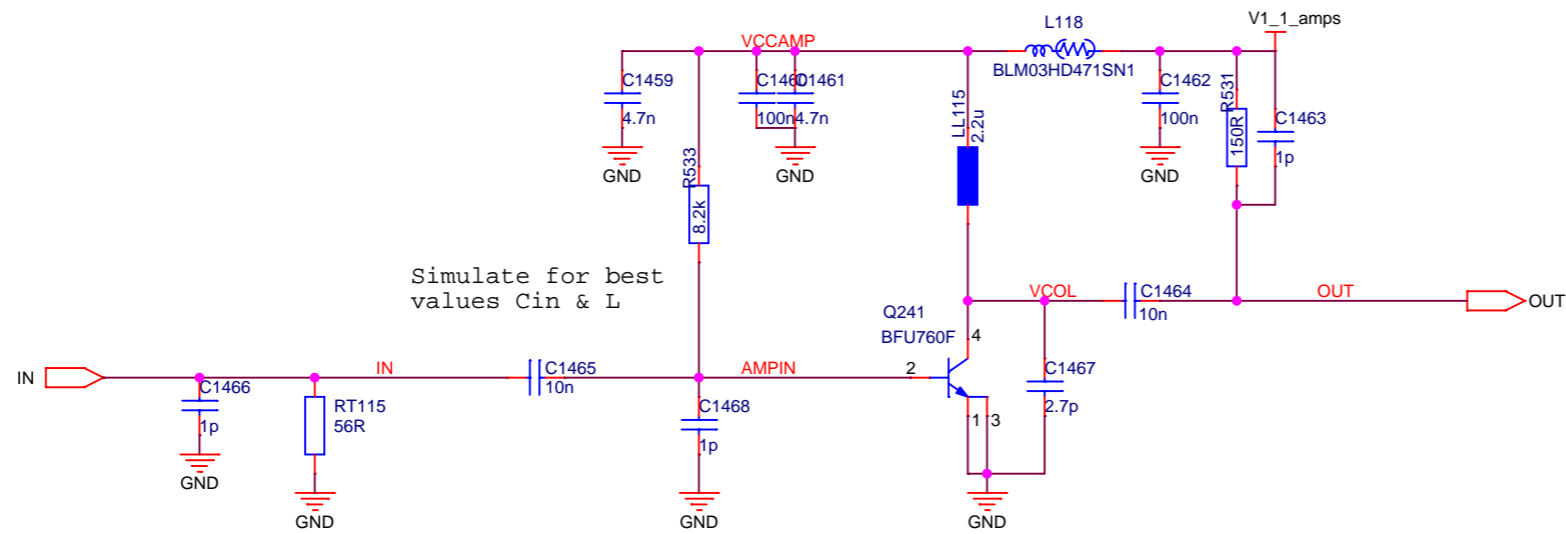 V1_1_amps
L118
VCCAMP
BLM03HD471SN1
C1459
4.7n
GND
C1460
100n
C1461
4.7n
GND
LL115
2.2u
C1462
100n
GND
R531
150R
C1463
1p
R533
8.2k
Simulate for best
values Cin & L
VCOL
C1464
10n
OUT
OUT
Q241
BFU760F
4
2
1
3
C1467
2.7p
GND
IN
IN
C1466
1p
GND
RT115
56R
GND
C1465
10n
AMPIN
C1468
1p
GND